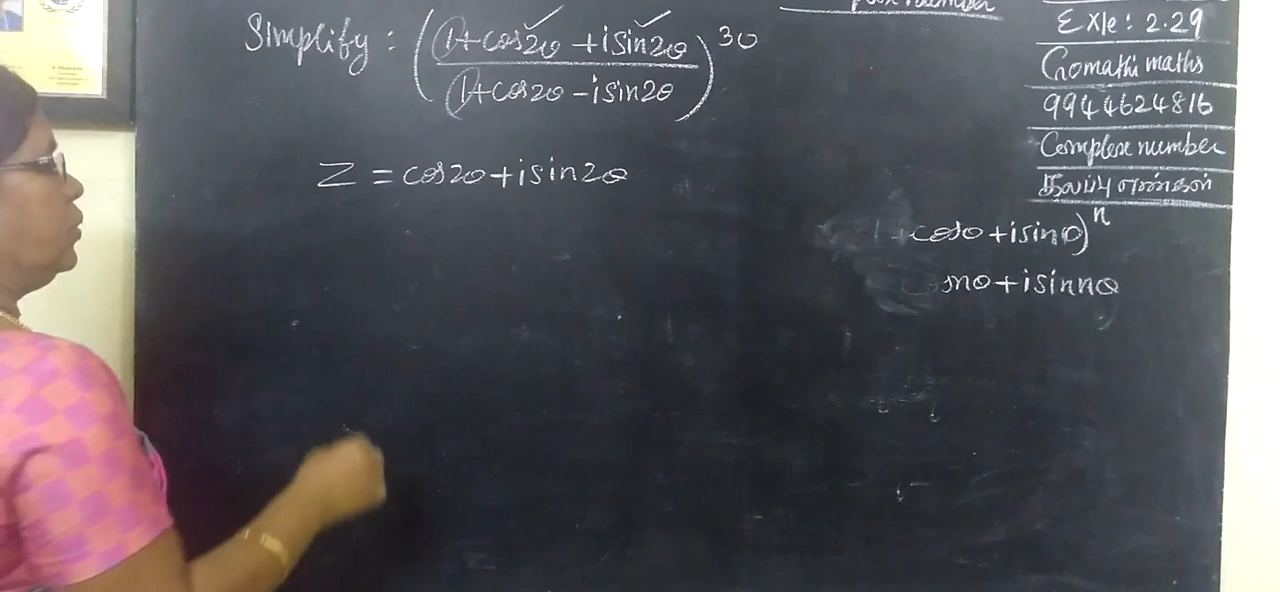 Simplify : ( 1+cos2θ + isin2θ / 1+cos2θ - isin2θ )^30
Z = cos2θ + isin2θ
Ex/e : 2.29
Gomathi maths
9944624816
Complex number
கலப்பு எண்கள்
1 + cosθ + isinθ)^n
nθ + isinnθ